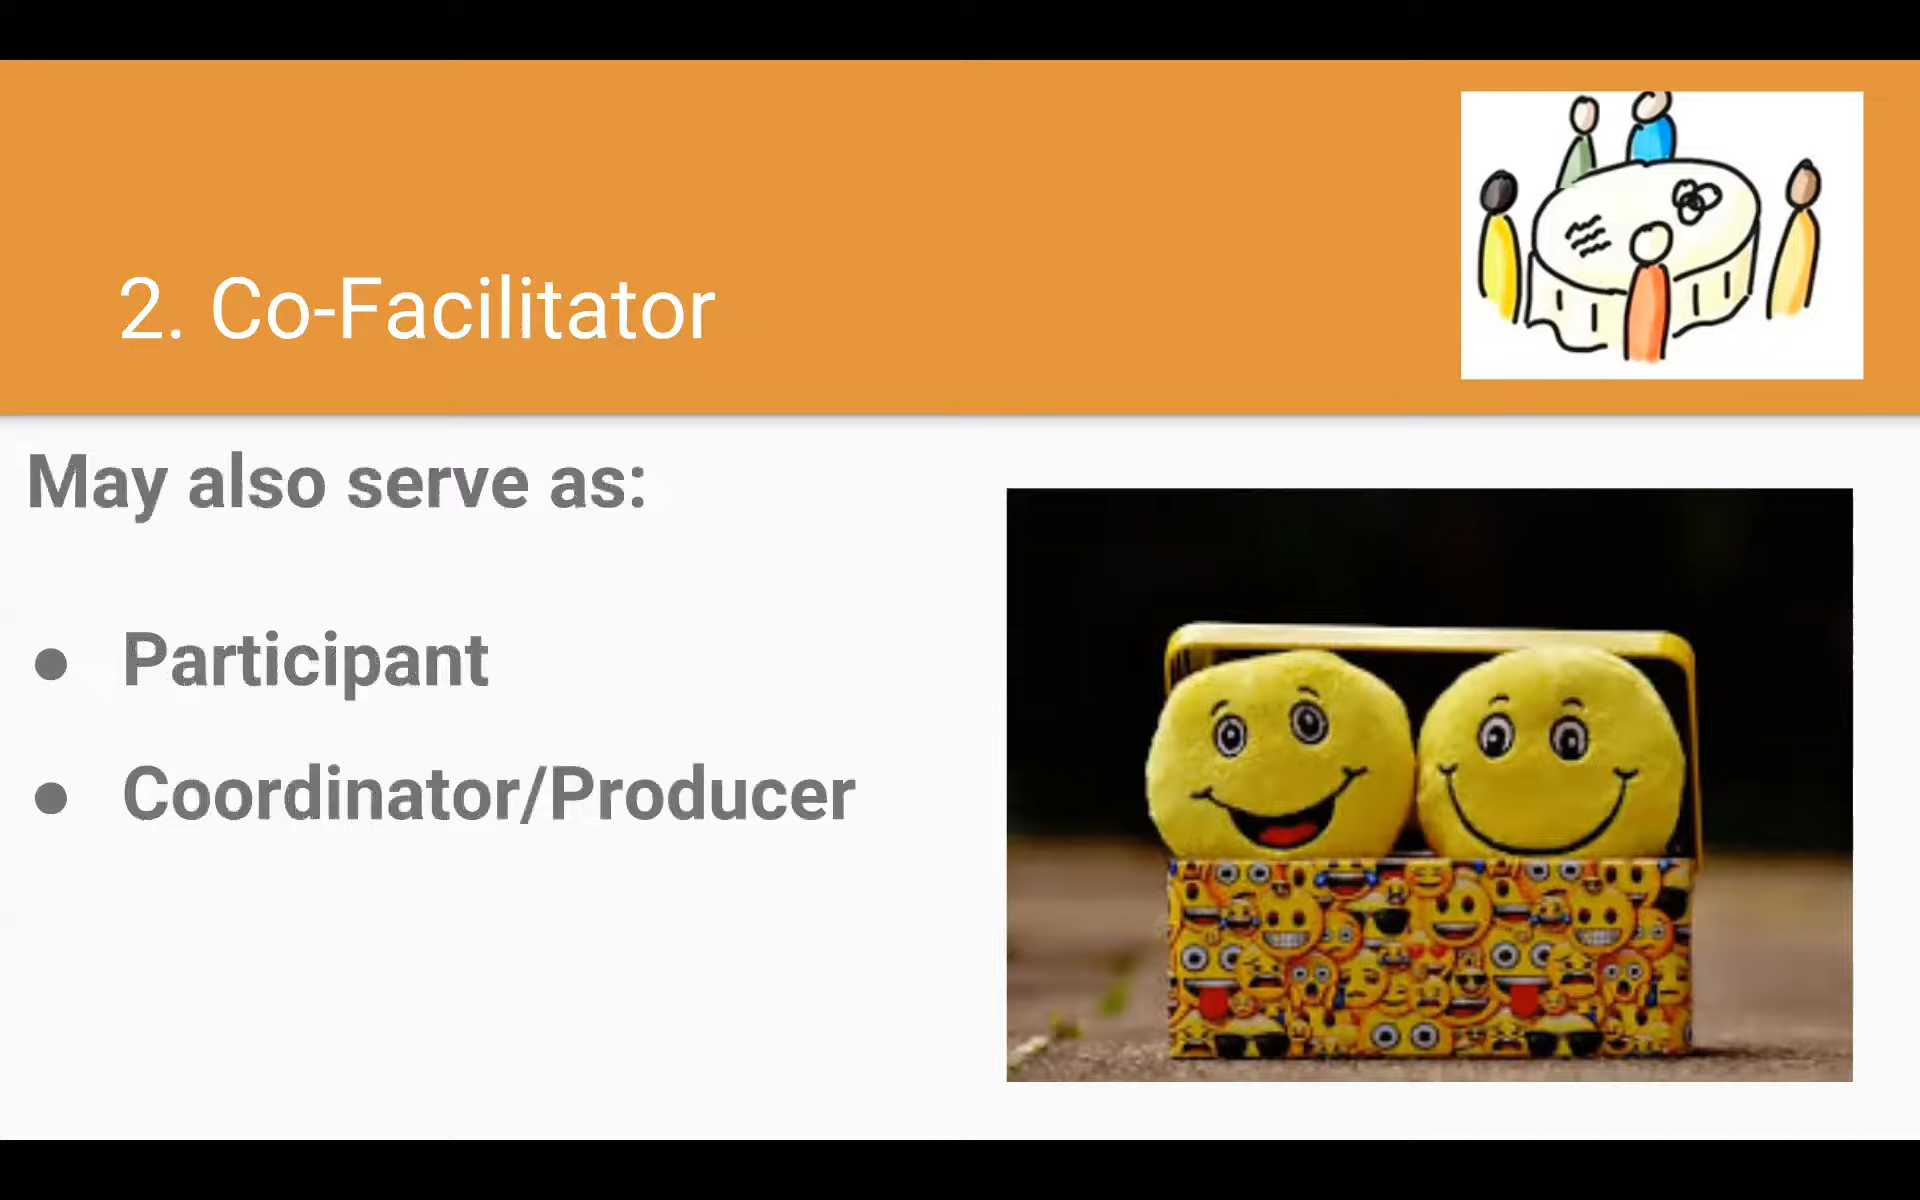 2. Co-Facilitator
May also serve as:
● Participant
● Coordinator/Producer